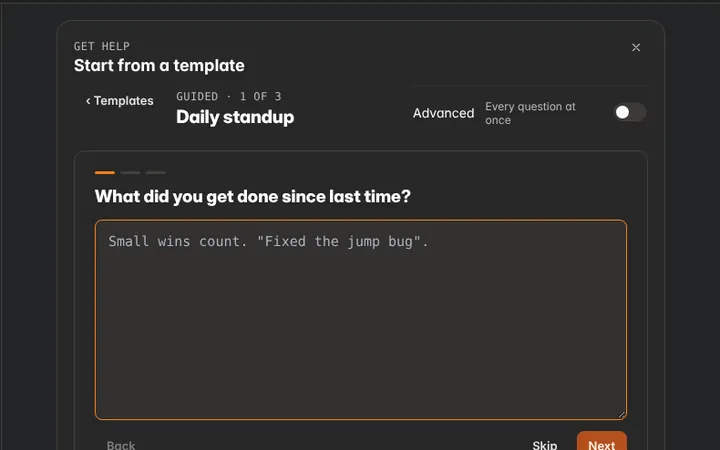 GET HELP
Start from a template
‹ Templates
GUIDED · 1 OF 3
Daily standup
Advanced
Every question at
once
What did you get done since last time?
Small wins count. "Fixed the jump bug".
Back
Skip
Next